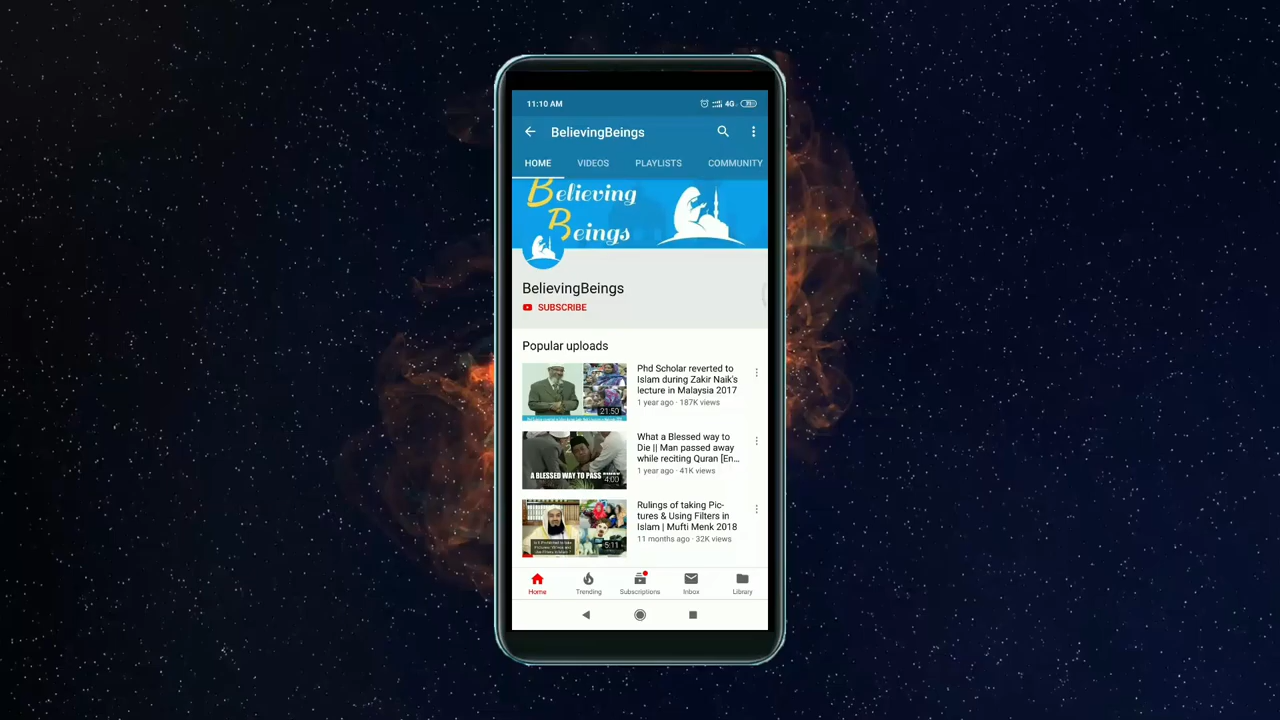 11:10 AM
4G
BelievingBeings
HOME VIDEOS PLAYLISTS COMMUNITY
Believing
Beings
BelievingBeings
SUBSCRIBE
Popular uploads
Phd Scholar reverted to
Islam during Zakir Naik's
lecture in Malaysia 2017
1 year ago · 187K views
21:50
What a Blessed way to
Die || Man passed away
while reciting Quran [En...
1 year ago · 41K views
A BLESSED WAY TO PASS AWAY
4:00
Rulings of taking Pic-
tures & Using Filters in
Islam | Mufti Menk 2018
11 months ago · 32K views
5:11
Home Trending Subscriptions Inbox Library